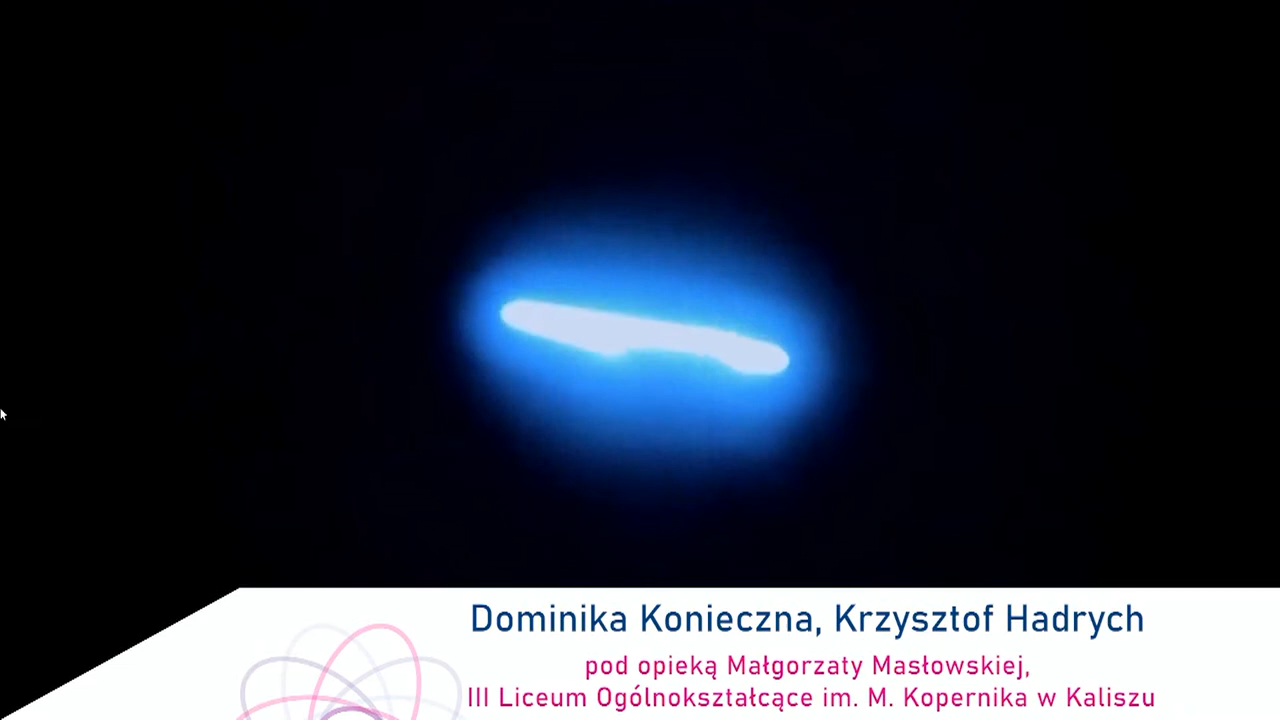 Dominika Konieczna, Krzysztof Hadrych
pod opieką Małgorzaty Masłowskiej,
III Liceum Ogólnokształcące im. M. Kopernika w Kaliszu